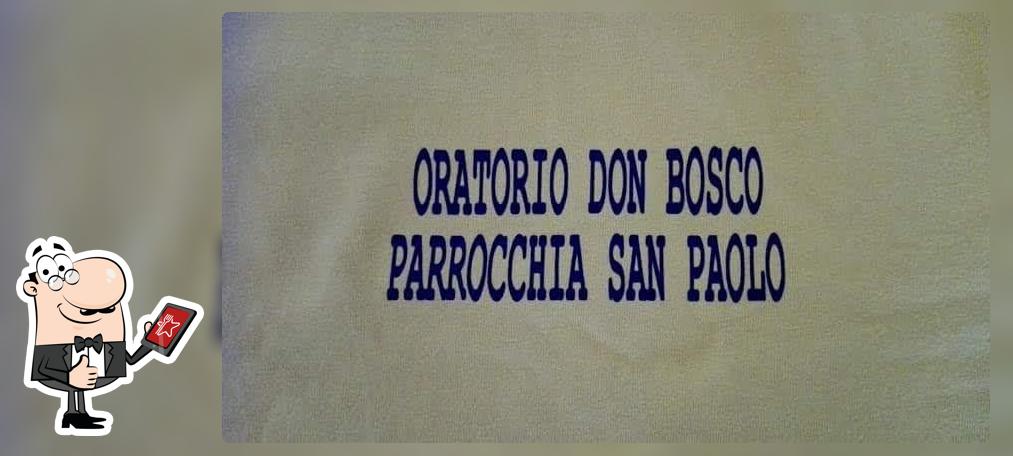 ORATORIO DON BOSCO
PARROCCHIA SAN PAOLO